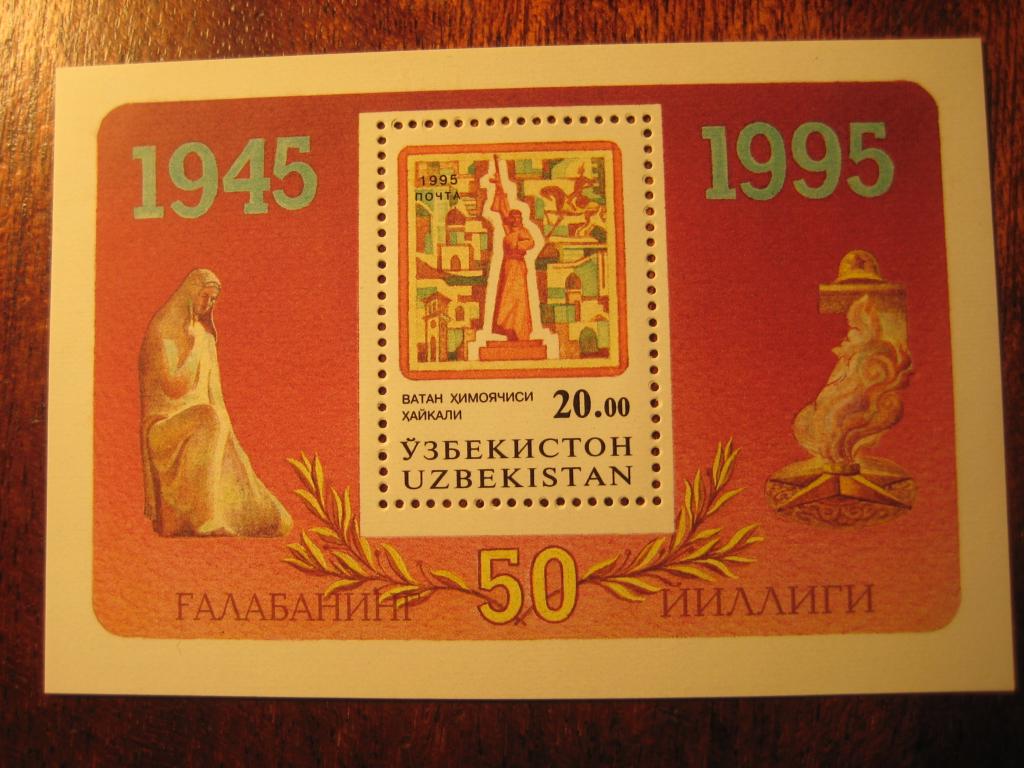 1945
1995
1995
ПОЧТА
ВАТАН ҲИМОЯЧИСИ
ҲАЙКАЛИ
20.00
ЎЗБЕКИСТОН
UZBEKISTAN
ҒАЛАБАНИНГ 50 ЙИЛЛИГИ